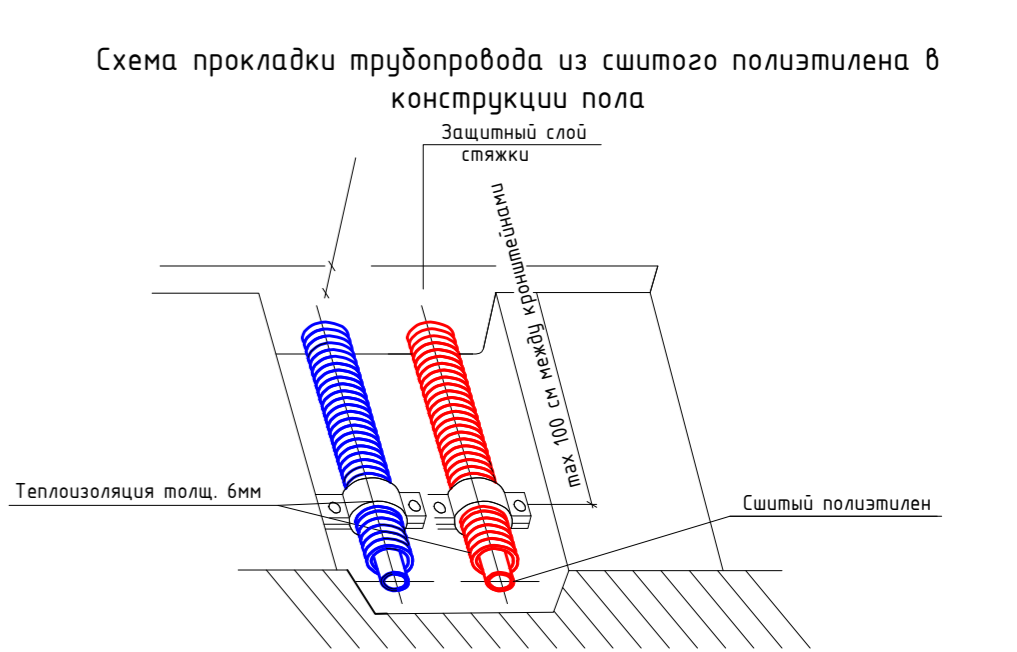 Схема прокладки трубопровода из сшитого полиэтилена в
конструкции пола
Защитный слой
стяжки
max 100 см между кронштейнами
Теплоизоляция толщ. 6мм
Сшитый полиэтилен